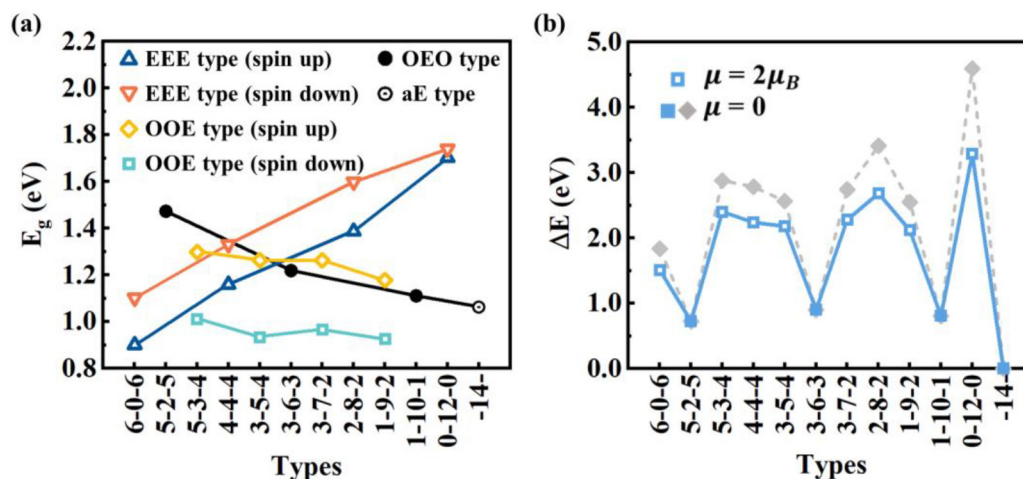 (a)
2.2
2.0
1.8
1.6
1.4
1.2
1.0
0.8
E_g (eV)
EEE type (spin up)
OEO type
EEE type (spin down)
aE type
OOE type (spin up)
OOE type (spin down)
6-0-6
5-2-5
5-3-4
4-4-4
3-5-4
3-6-3
3-7-2
2-8-2
1-9-2
1-10-1
0-12-0
-14-
Types
(b)
5.0
4.0
3.0
2.0
1.0
0.0
ΔE (eV)
μ = 2μ_B
μ = 0
6-0-6
5-2-5
5-3-4
4-4-4
3-5-4
3-6-3
3-7-2
2-8-2
1-9-2
1-10-1
0-12-0
-14-
Types